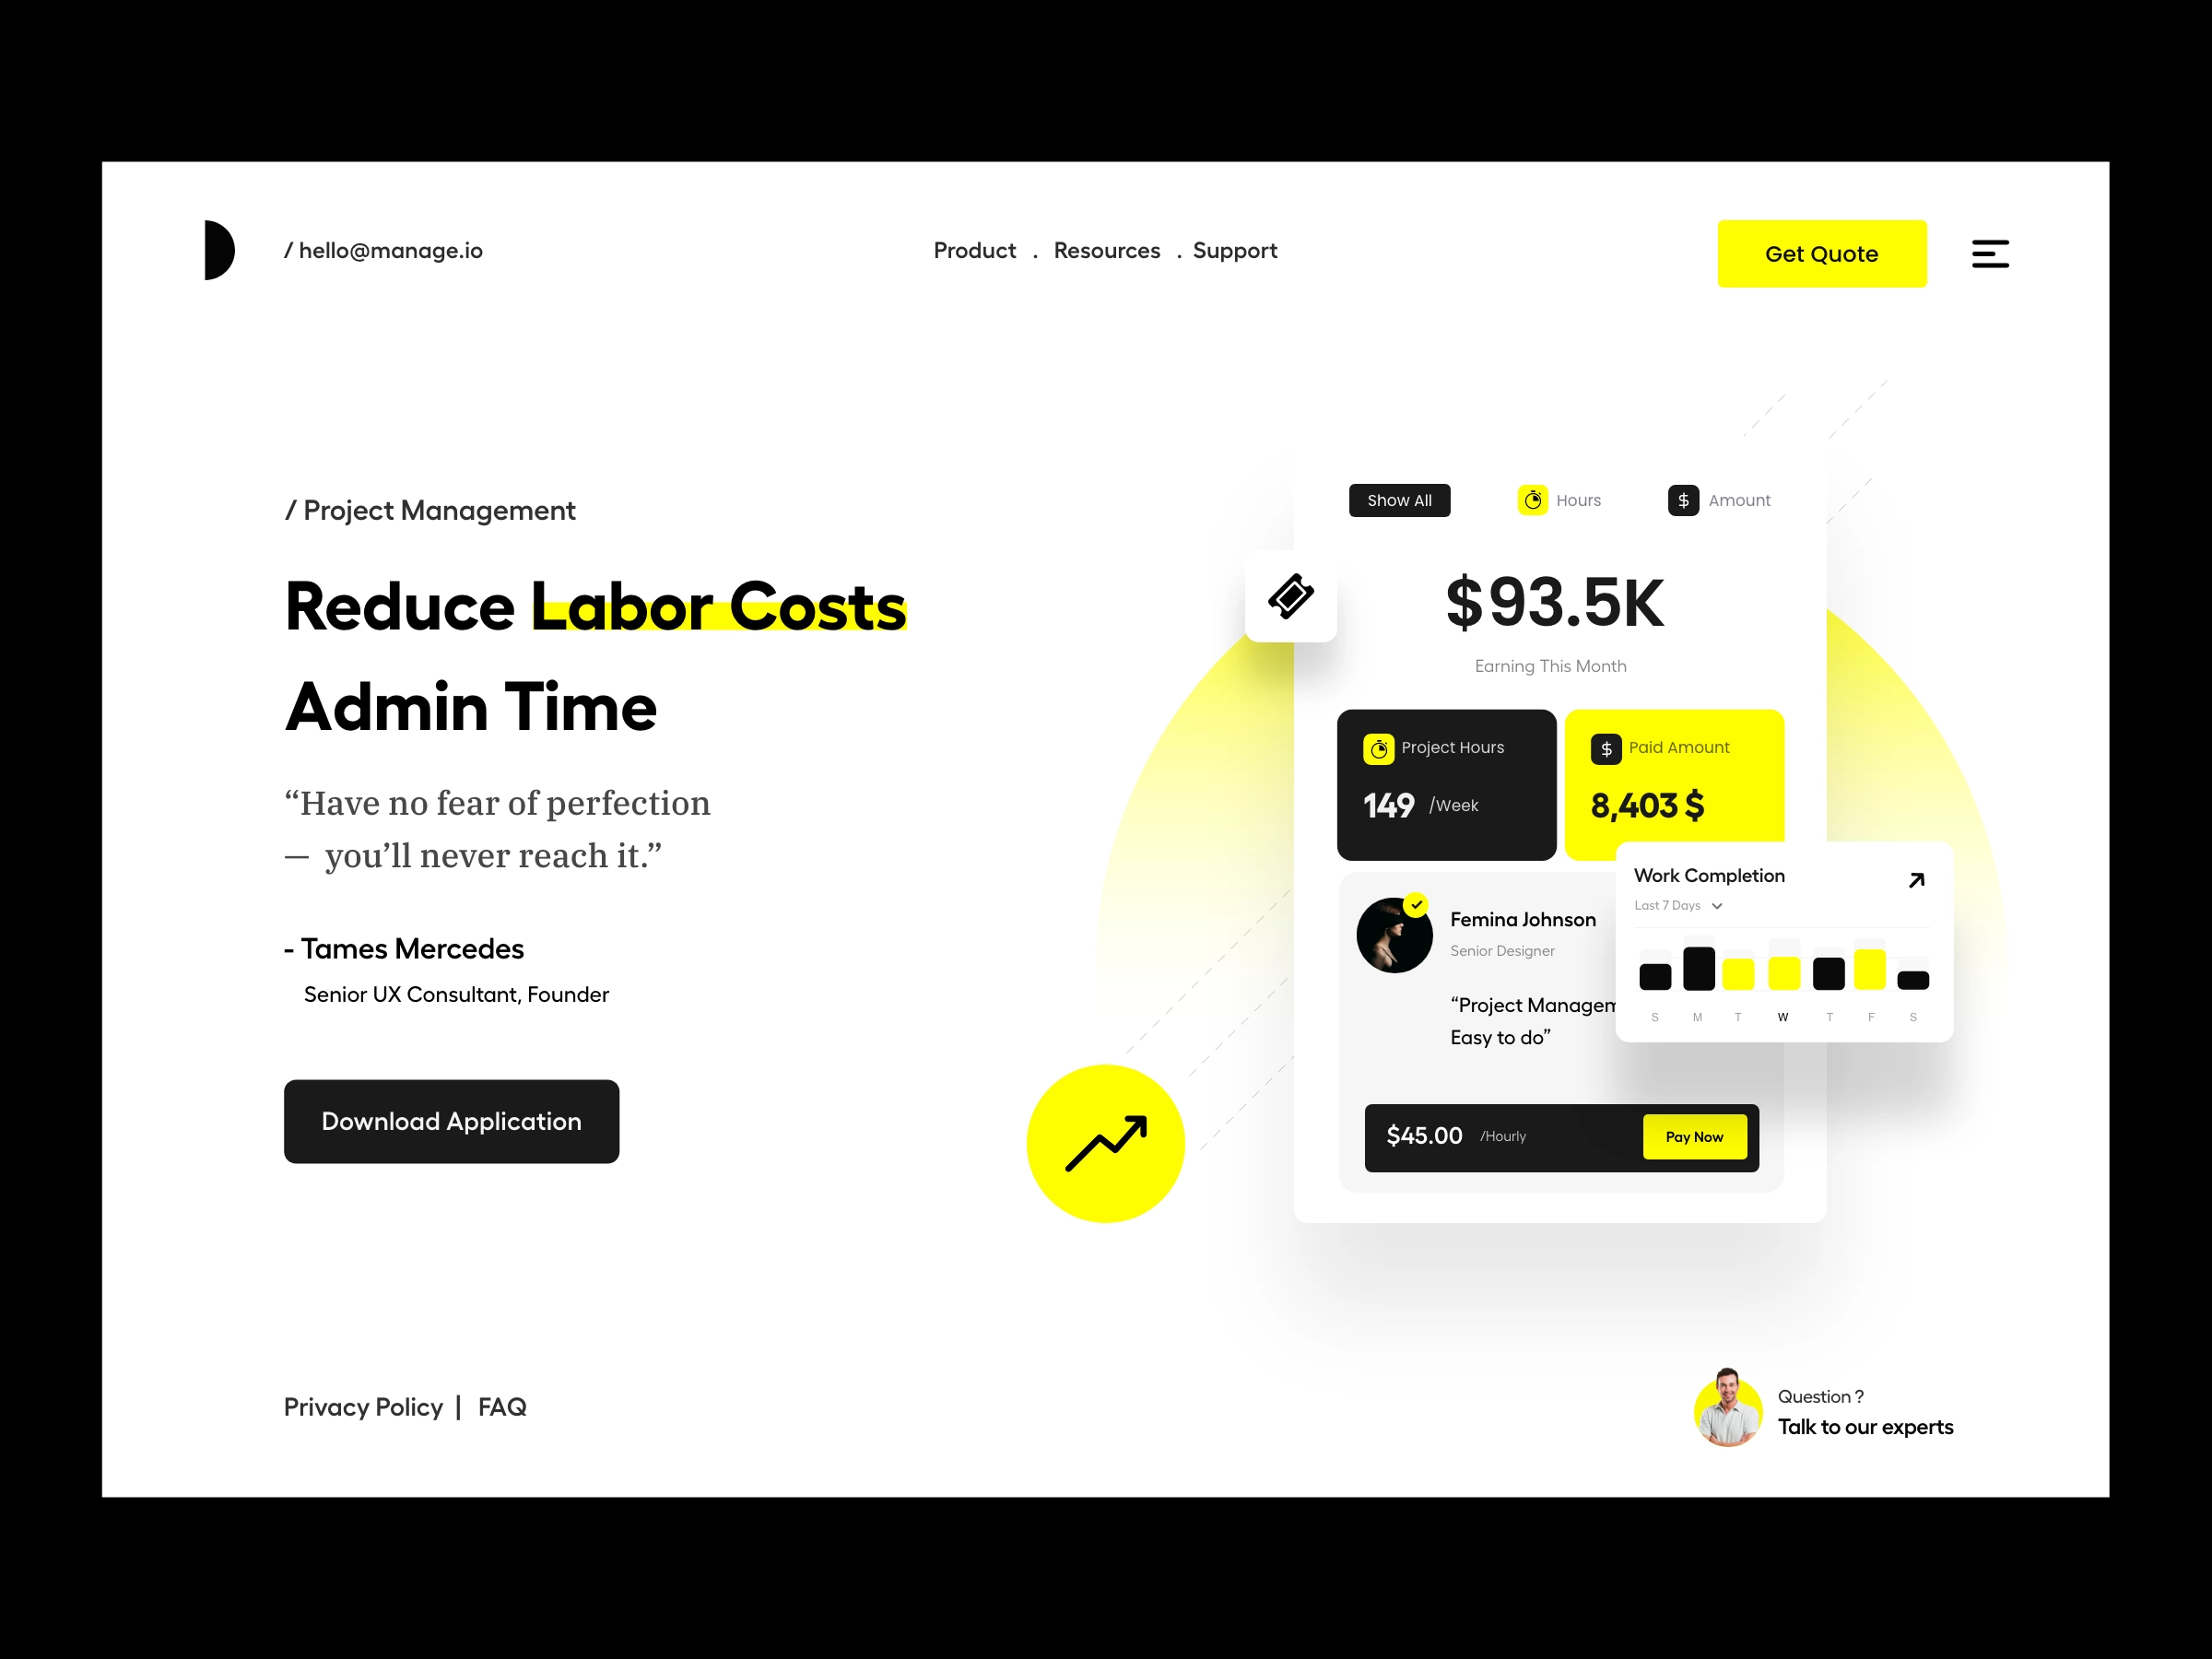 / hello@manage.io
Product . Resources . Support
Get Quote
/ Project Management
Reduce Labor Costs
Admin Time
“Have no fear of perfection
— you’ll never reach it.”
- Tames Mercedes
Senior UX Consultant, Founder
Download Application
Show All
Hours
$ Amount
$93.5K
Earning This Month
Project Hours
149 /Week
$ Paid Amount
8,403 $
Femina Johnson
Senior Designer
“Project Managem
Easy to do”
$45.00 /Hourly
Pay Now
Work Completion
Last 7 Days
S M T W T F S
Privacy Policy | FAQ
Question ?
Talk to our experts